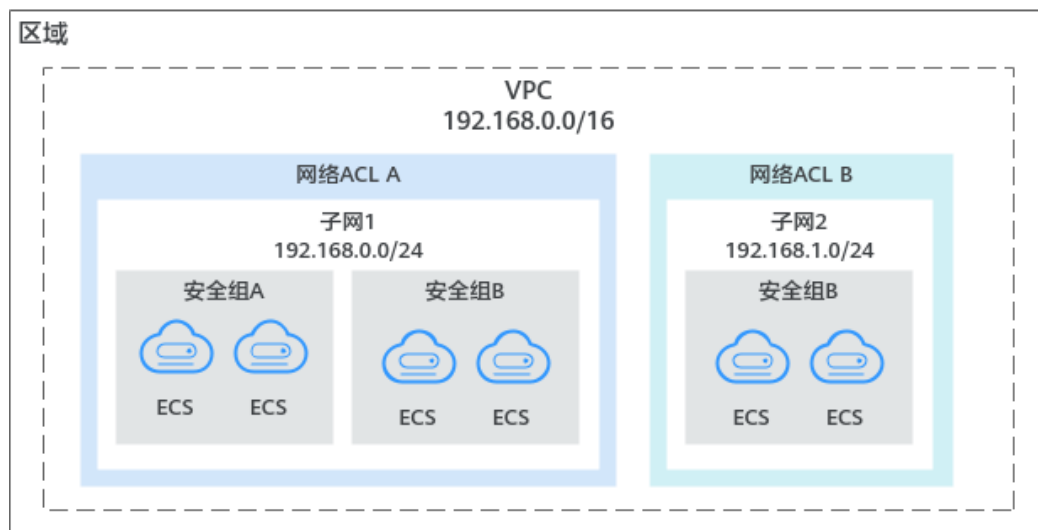 区域
VPC
192.168.0.0/16
网络ACL A
子网1
192.168.0.0/24
安全组A
ECS
ECS
安全组B
ECS
ECS
网络ACL B
子网2
192.168.1.0/24
安全组B
ECS
ECS